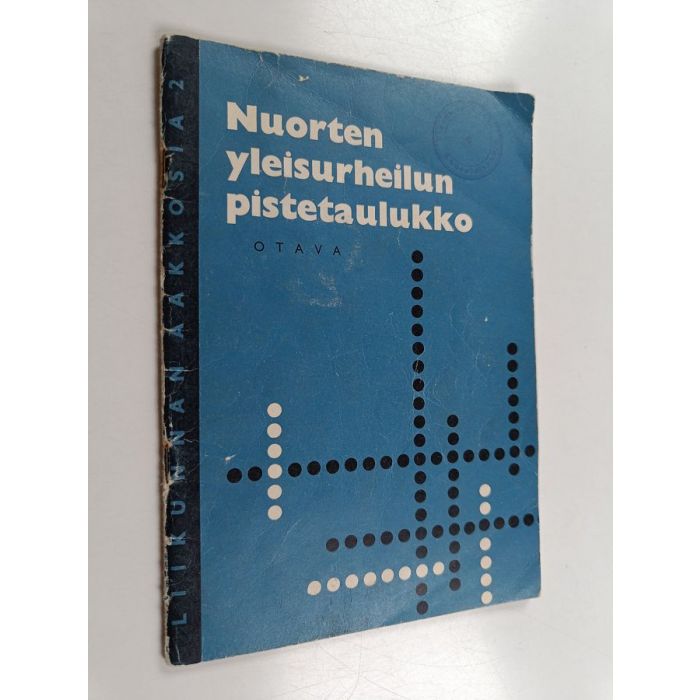 Nuorten
yleisurheilun
pistetaulukko
OTAVA
LIIKUNNAN AAKKOSIA 2